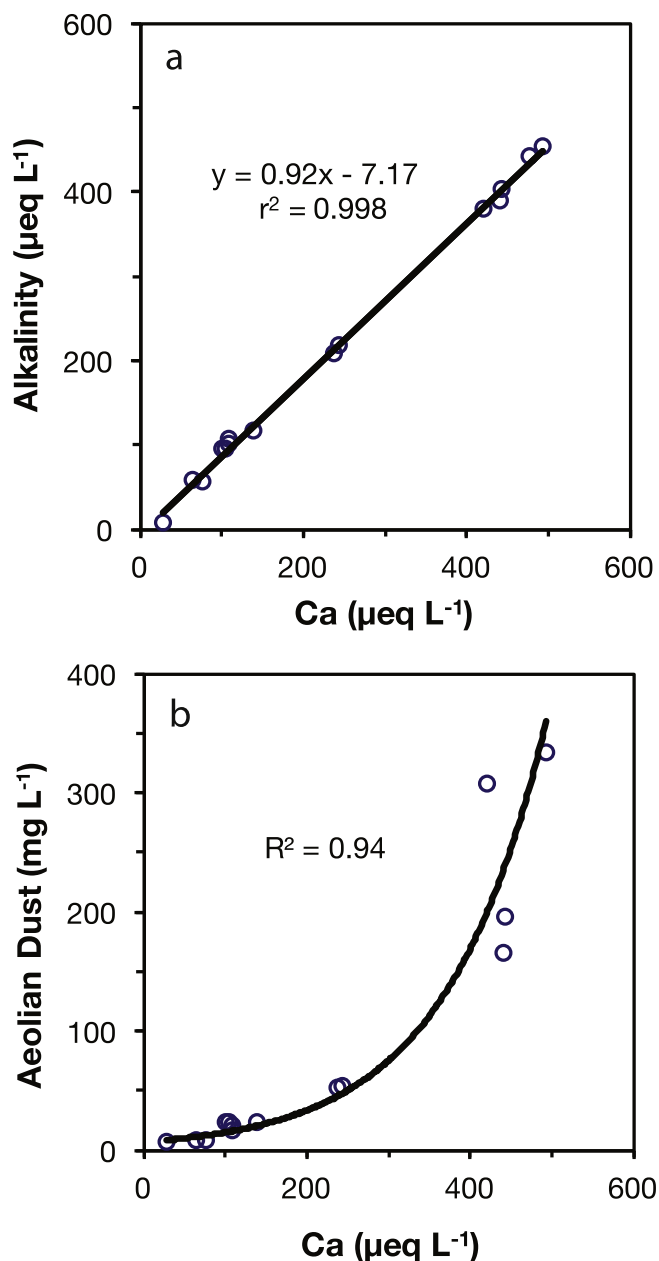 600
a
y = 0.92x - 7.17
r² = 0.998
400
200
0
Alkalinity (µeq L⁻¹)
0 200 400 600
Ca (µeq L⁻¹)
400
b
300
R² = 0.94
200
100
0
Aeolian Dust (mg L⁻¹)
0 200 400 600
Ca (µeq L⁻¹)